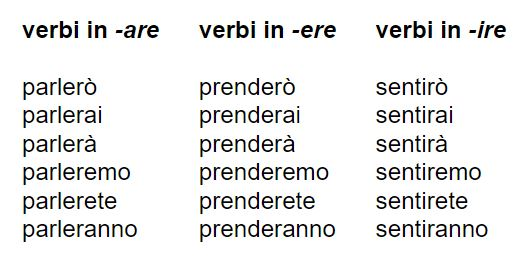 verbi in -are verbi in -ere verbi in -ire
parlerò prenderò sentirò
parlerai prenderai sentirai
parlerà prenderà sentirà
parleremo prenderemo sentiremo
parlerete prenderete sentirete
parleranno prenderanno sentiranno